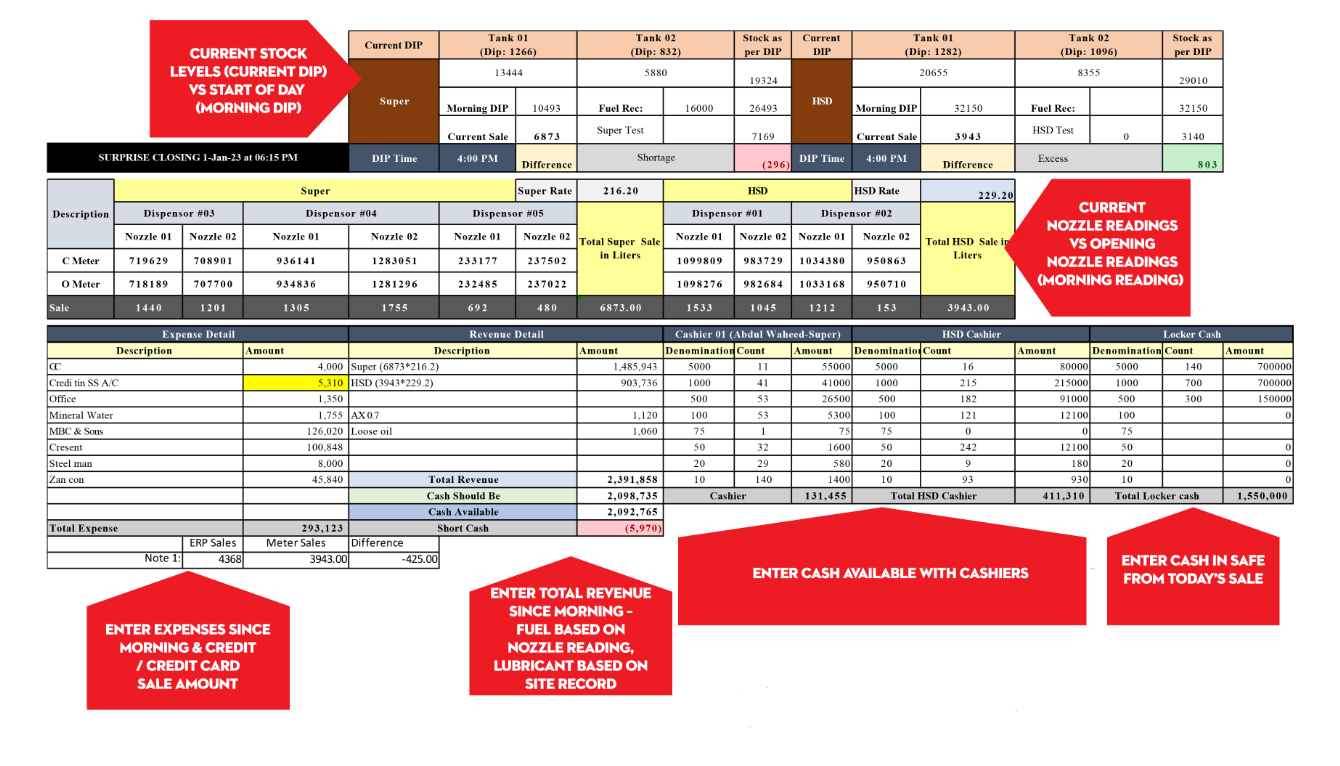 CURRENT STOCK
LEVELS (CURRENT DIP)
VS START OF DAY
(MORNING DIP)
Current DIP Tank 01 (Dip: 1266) Tank 02 (Dip: 832) Stock as per DIP Current DIP Tank 01 (Dip: 1282) Tank 02 (Dip: 1096) Stock as per DIP
Super 13444 5880 19324 HSD 20655 8355 29010
Morning DIP 10493 Fuel Rec: 16000 26493 Morning DIP 32150 Fuel Rec: 32150
Current Sale 6873 Super Test 7169 Current Sale 3943 HSD Test 0 3140
SURPRISE CLOSING 1-Jan-23 at 06:15 PM DIP Time 4:00 PM Difference Shortage (296) DIP Time 4:00 PM Difference Excess 803
Description Super Super Rate 216.20 HSD HSD Rate 229.20
Dispensor #03 Dispensor #04 Dispensor #05 Total Super Sale in Liters Dispensor #01 Dispensor #02 Total HSD Sale in Liters
Nozzle 01 Nozzle 02 Nozzle 01 Nozzle 02 Nozzle 01 Nozzle 02 Nozzle 01 Nozzle 02 Nozzle 01 Nozzle 02
C Meter 719629 708901 936141 1283051 233177 237502 1099809 983729 1034380 950863
O Meter 718189 707700 934836 1281296 232485 237022 1098276 982684 1033168 950710
Sale 1440 1201 1305 1755 692 480 6873.00 1533 1045 1212 153 3943.00
CURRENT
NOZZLE READINGS
VS OPENING
NOZZLE READINGS
(MORNING READING)
Expense Detail Revenue Detail Cashier 01 (Abdul Waheed-Super) HSD Cashier Locker Cash
Description Amount Description Amount Denomination Count Amount Denominatio Count Amount Denomination Count Amount
CC 4,000 Super (6873*216.2) 1,485,943 5000 11 55000 5000 16 80000 5000 140 700000
Credi tin SS A/C 5,310 HSD (3943*229.2) 903,736 1000 41 41000 1000 215 215000 1000 700 700000
Office 1,350 500 53 26500 500 182 91000 500 300 150000
Mineral Water 1,755 AX 0.7 1,120 100 53 5300 100 121 12100 100 0
MBC & Sons 126,020 Loose oil 1,060 75 1 75 75 0 0 75
Cresent 100,848 50 32 1600 50 242 12100 50 0
Steel man 8,000 20 29 580 20 9 180 20 0
Zan con 45,840 Total Revenue 2,391,858 10 140 1400 10 93 930 10 0
Cash Should Be 2,098,735 Cashier 131,455 Total HSD Cashier 411,310 Total Locker cash 1,550,000
Cash Available 2,092,765
Total Expense 293,123 Short Cash (5,970)
ERP Sales Meter Sales Difference
Note 1: 4368 3943.00 -425.00
ENTER EXPENSES SINCE
MORNING & CREDIT
/ CREDIT CARD
SALE AMOUNT
ENTER TOTAL REVENUE
SINCE MORNING –
FUEL BASED ON
NOZZLE READING,
LUBRICANT BASED ON
SITE RECORD
ENTER CASH AVAILABLE WITH CASHIERS
ENTER CASH IN SAFE
FROM TODAY'S SALE